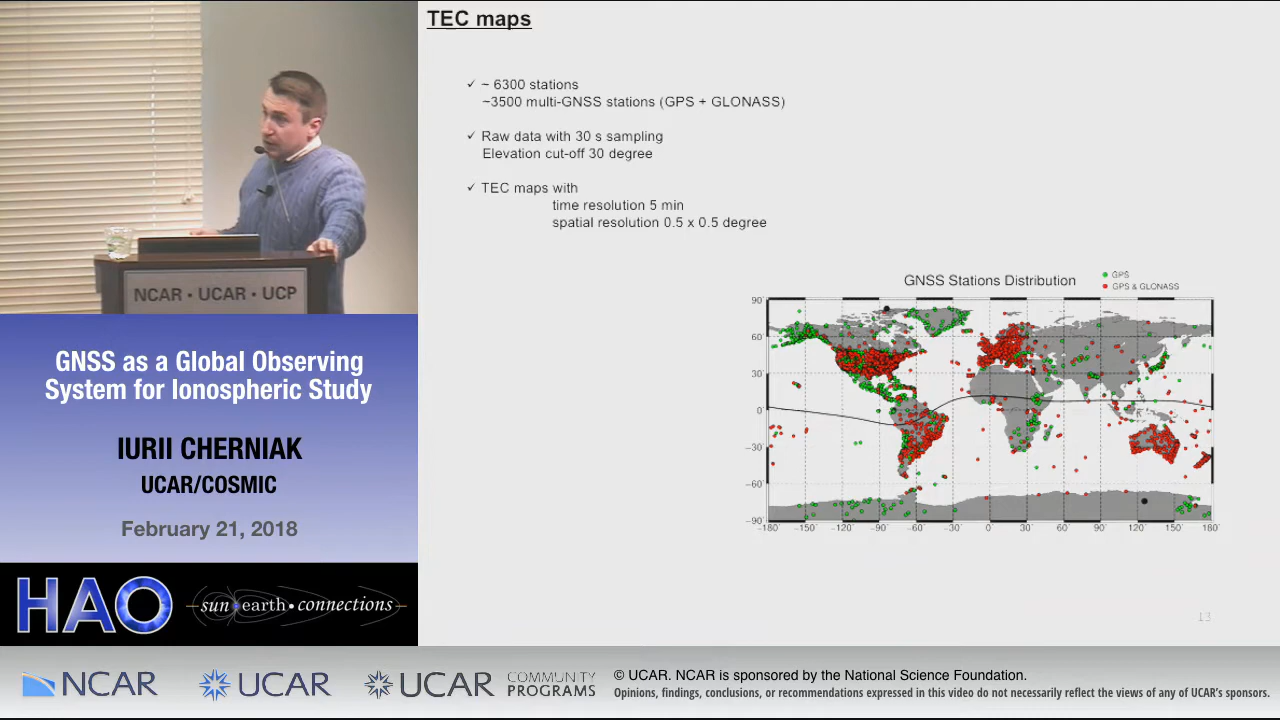 TEC maps
✓ ~ 6300 stations
~3500 multi-GNSS stations (GPS + GLONASS)
✓ Raw data with 30 s sampling
Elevation cut-off 30 degree
✓ TEC maps with
time resolution 5 min
spatial resolution 0.5 x 0.5 degree
GNSS Stations Distribution
GPS
GPS & GLONASS
90°
60°
30°
0°
−30°
−60°
−90°
−180° −150° −120° −90° −60° −30° 0° 30° 60° 90° 120° 150° 180°
13
NCAR • UCAR • UCP
GNSS as a Global Observing
System for Ionospheric Study
IURII CHERNIAK
UCAR/COSMIC
February 21, 2018
HAO
sun • earth • connections
NCAR
UCAR
UCAR
COMMUNITY
PROGRAMS
© UCAR. NCAR is sponsored by the National Science Foundation.
Opinions, findings, conclusions, or recommendations expressed in this video do not necessarily reflect the views of any of UCAR's sponsors.